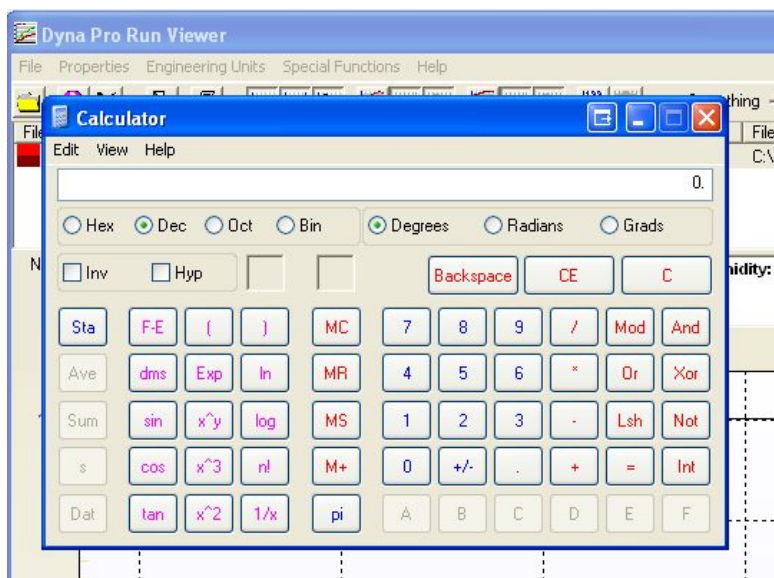 Dyna Pro Run Viewer
File Properties Engineering Units Special Functions Help
thing
File
C:\
Calculator
Edit View Help
0.
Hex Dec Oct Bin Degrees Radians Grads
Inv Hyp Backspace CE C
N
idity:
Sta F-E ( ) MC 7 8 9 / Mod And
Ave dms Exp ln MR 4 5 6 * Or Xor
Sum sin x^y log MS 1 2 3 - Lsh Not
s cos x^3 n! M+ 0 +/- . + = Int
Dat tan x^2 1/x pi A B C D E F